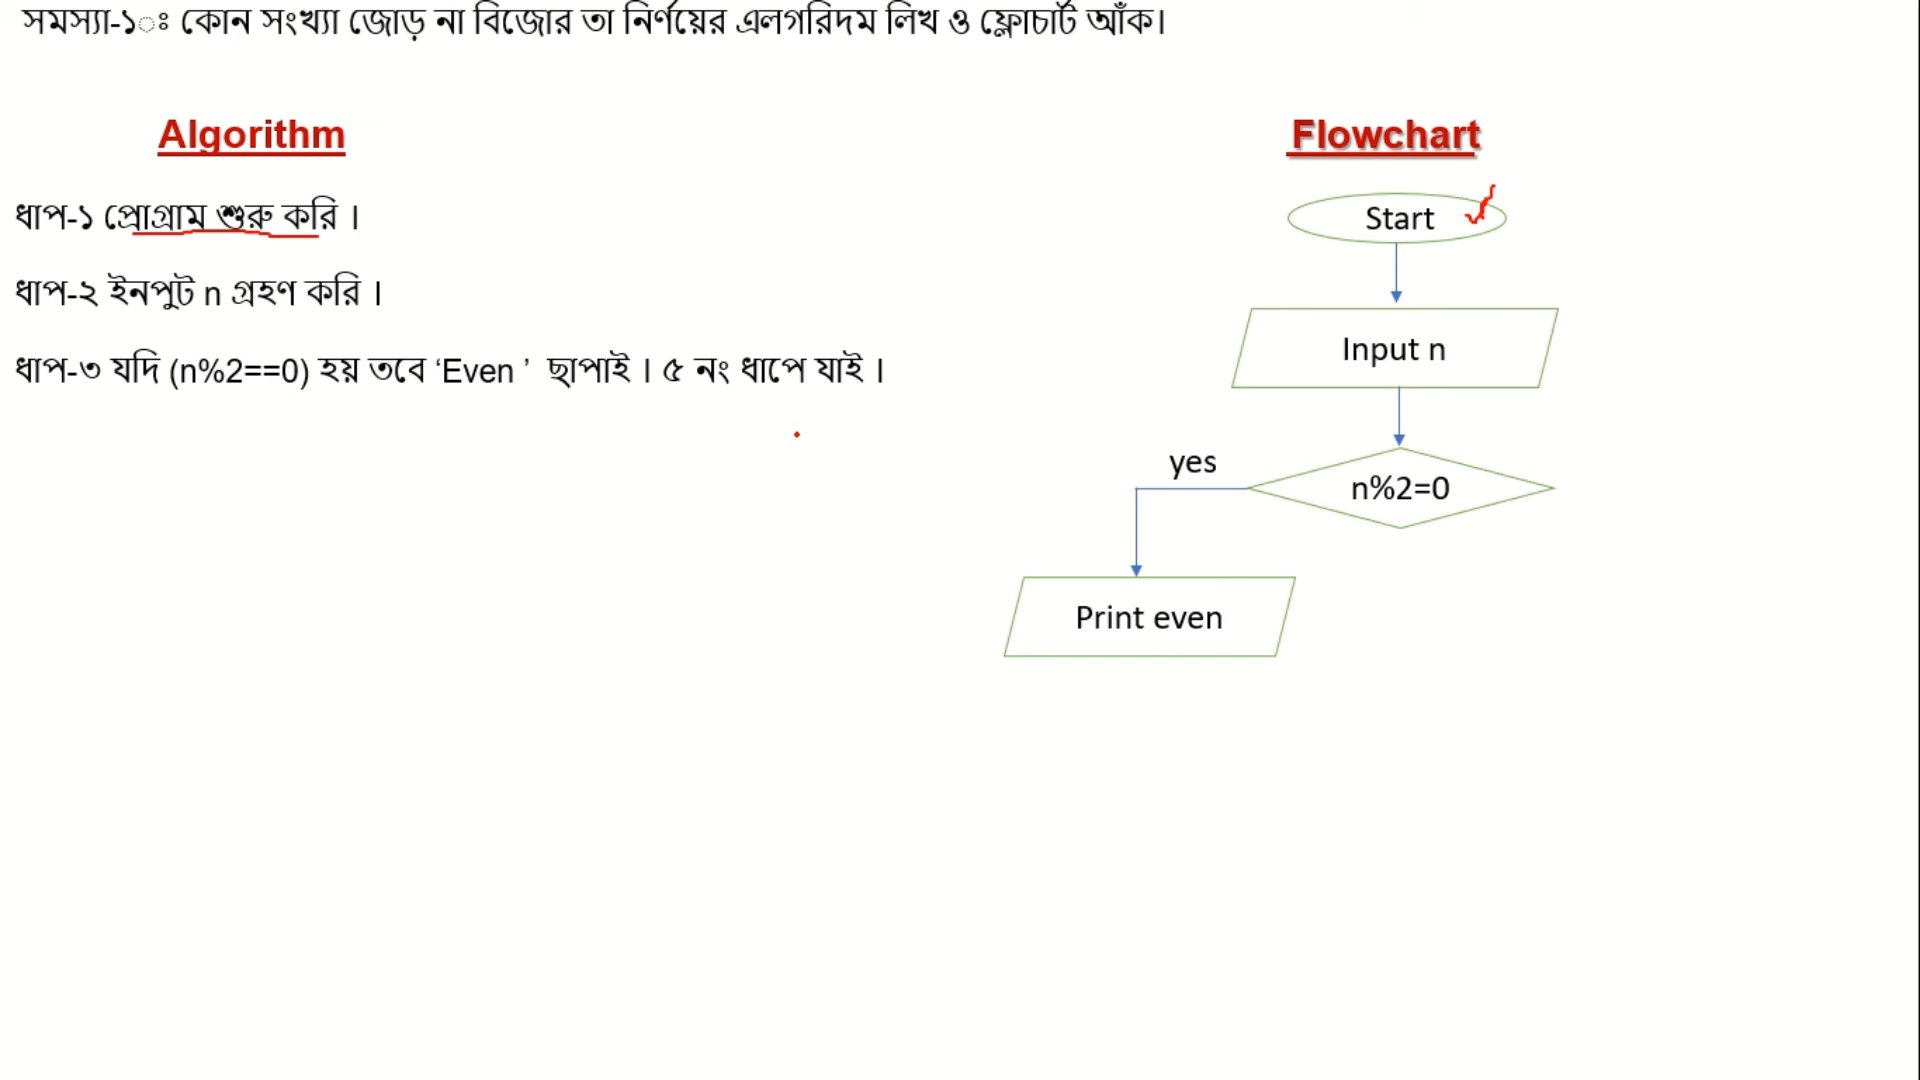 সমস্যা-১ঃ কোন সংখ্যা জোড় না বিজোর তা নির্ণয়ের এলগরিদম লিখ ও ফ্লোচার্ট আঁক।
Algorithm
ধাপ-১ প্রোগ্রাম শুরু করি ।
ধাপ-২ ইনপুট n গ্রহণ করি ।
ধাপ-৩ যদি (n%2==0) হয় তবে ‘Even ’ ছাপাই । ৫ নং ধাপে যাই ।
Flowchart
Start
Input n
n%2=0
yes
Print even